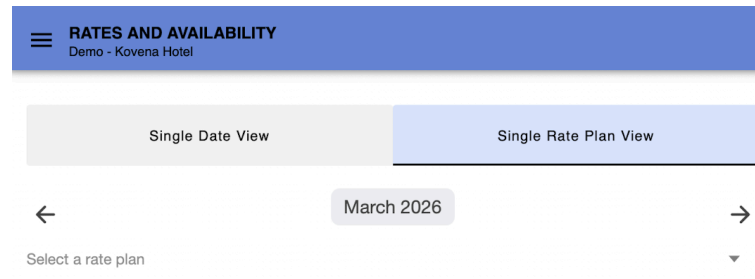 RATES AND AVAILABILITY
Demo - Kovena Hotel
Single Date View
Single Rate Plan View
March 2026
Select a rate plan